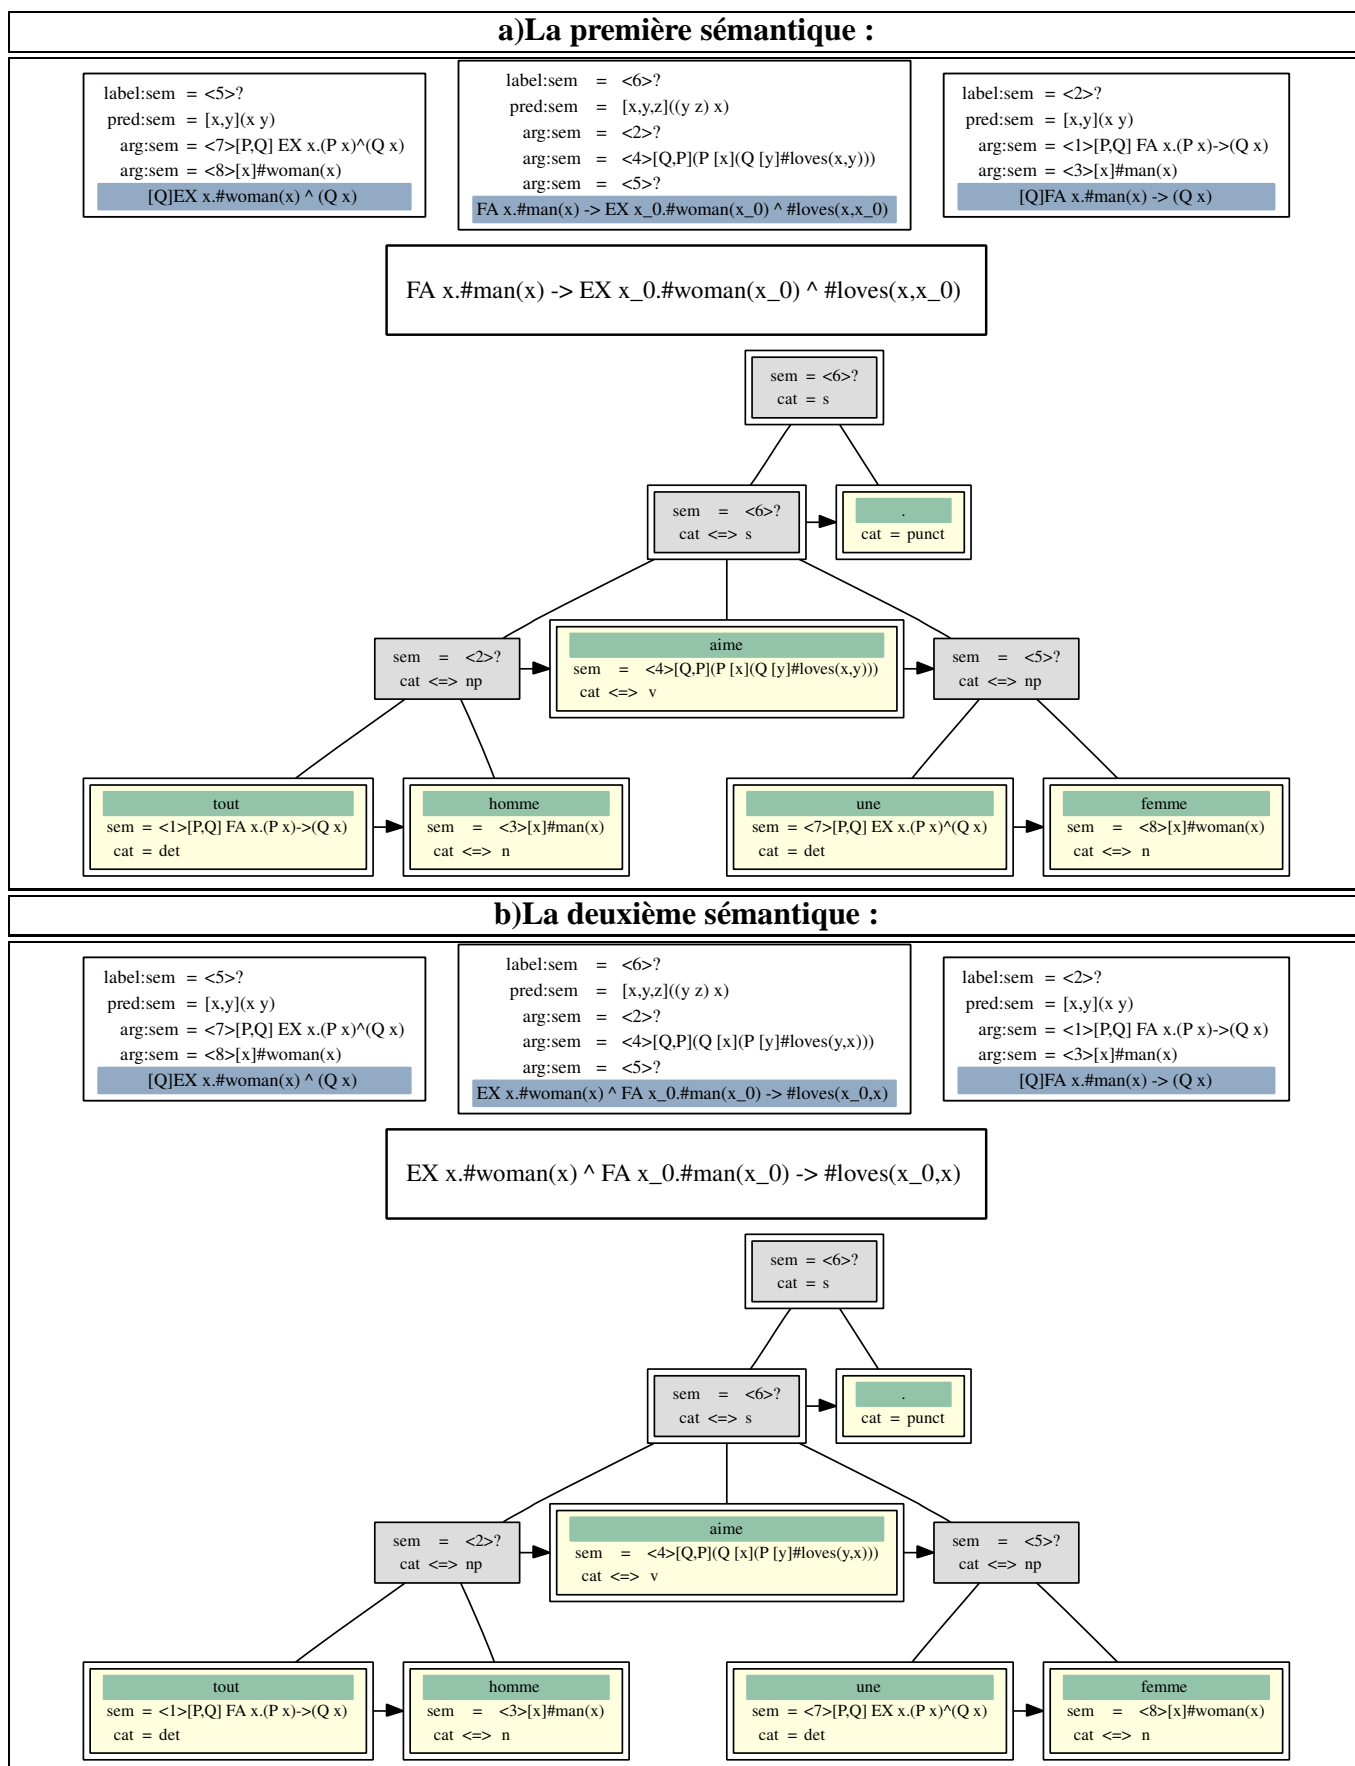 a)La première sémantique :
label:sem = <5>?
pred:sem = [x,y](x y)
arg:sem = <7>[P,Q] EX x.(P x)^(Q x)
arg:sem = <8>[x]#woman(x)
[Q]EX x.#woman(x) ^ (Q x)
label:sem = <6>?
pred:sem = [x,y,z]((y z) x)
arg:sem = <2>?
arg:sem = <4>[Q,P](P [x](Q [y]#loves(x,y)))
arg:sem = <5>?
FA x.#man(x) -> EX x_0.#woman(x_0) ^ #loves(x,x_0)
label:sem = <2>?
pred:sem = [x,y](x y)
arg:sem = <1>[P,Q] FA x.(P x)->(Q x)
arg:sem = <3>[x]#man(x)
[Q]FA x.#man(x) -> (Q x)
FA x.#man(x) -> EX x_0.#woman(x_0) ^ #loves(x,x_0)
sem = <6>?
cat = s
sem = <6>?
cat <=> s
.
cat = punct
sem = <2>?
cat <=> np
aime
sem = <4>[Q,P](P [x](Q [y]#loves(x,y)))
cat <=> v
sem = <5>?
cat <=> np
tout
sem = <1>[P,Q] FA x.(P x)->(Q x)
cat = det
homme
sem = <3>[x]#man(x)
cat <=> n
une
sem = <7>[P,Q] EX x.(P x)^(Q x)
cat = det
femme
sem = <8>[x]#woman(x)
cat <=> n
b)La deuxième sémantique :
label:sem = <5>?
pred:sem = [x,y](x y)
arg:sem = <7>[P,Q] EX x.(P x)^(Q x)
arg:sem = <8>[x]#woman(x)
[Q]EX x.#woman(x) ^ (Q x)
label:sem = <6>?
pred:sem = [x,y,z]((y z) x)
arg:sem = <2>?
arg:sem = <4>[Q,P](Q [x](P [y]#loves(y,x)))
arg:sem = <5>?
EX x.#woman(x) ^ FA x_0.#man(x_0) -> #loves(x_0,x)
label:sem = <2>?
pred:sem = [x,y](x y)
arg:sem = <1>[P,Q] FA x.(P x)->(Q x)
arg:sem = <3>[x]#man(x)
[Q]FA x.#man(x) -> (Q x)
EX x.#woman(x) ^ FA x_0.#man(x_0) -> #loves(x_0,x)
sem = <6>?
cat = s
sem = <6>?
cat <=> s
.
cat = punct
sem = <2>?
cat <=> np
aime
sem = <4>[Q,P](Q [x](P [y]#loves(y,x)))
cat <=> v
sem = <5>?
cat <=> np
tout
sem = <1>[P,Q] FA x.(P x)->(Q x)
cat = det
homme
sem = <3>[x]#man(x)
cat <=> n
une
sem = <7>[P,Q] EX x.(P x)^(Q x)
cat = det
femme
sem = <8>[x]#woman(x)
cat <=> n